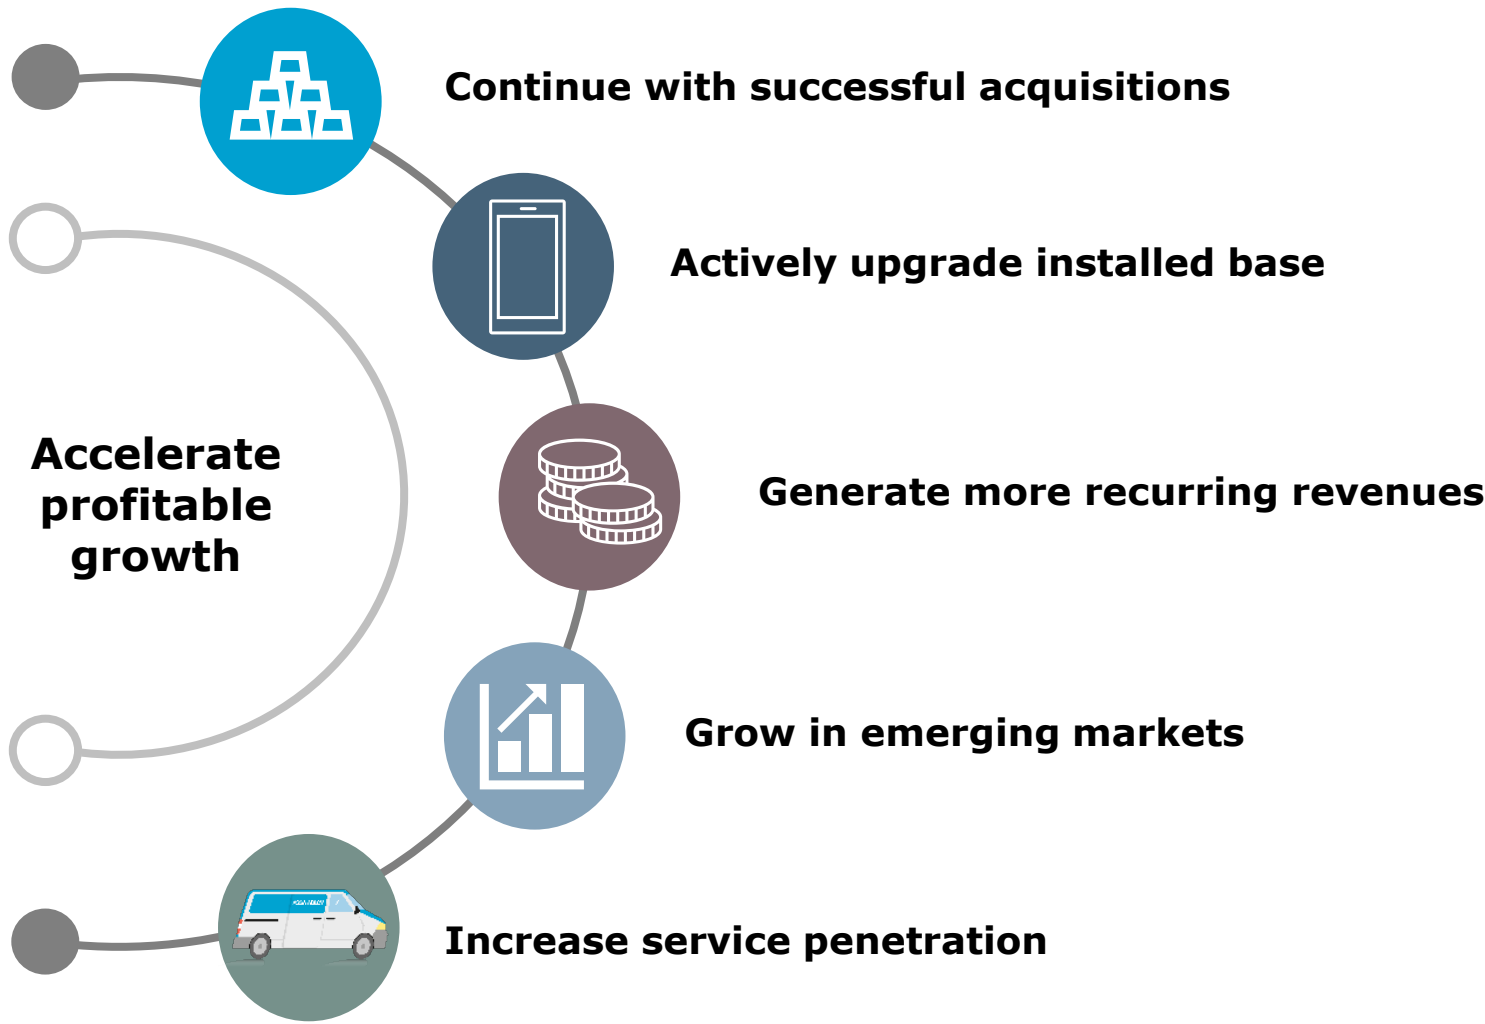 Continue with successful acquisitions
Actively upgrade installed base
Accelerate
profitable
growth
Generate more recurring revenues
Grow in emerging markets
Increase service penetration